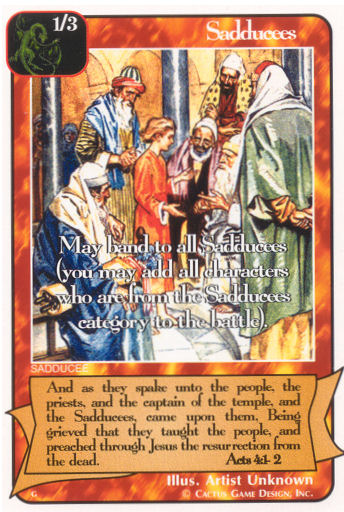 1/3
Sadducees
May band to all Sadducees
(you may add all characters
who are from the Sadducees
category to the battle).
SADDUCEE
And as they spake unto the people, the
priests, and the captain of the temple, and
the Sadducees, came upon them, Being
grieved that they taught the people, and
preached through Jesus the resurrection from
the dead. Acts 4:1- 2
Illus. Artist Unknown
G © Cactus Game Design, Inc.